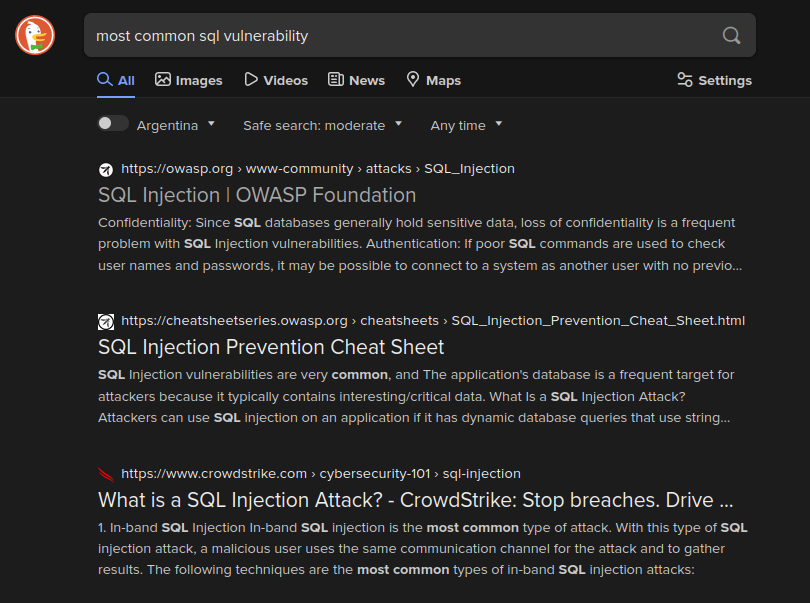 most common sql vulnerability
All Images Videos News Maps Settings
Argentina Safe search: moderate Any time
https://owasp.org › www-community › attacks › SQL_Injection
SQL Injection | OWASP Foundation
Confidentiality: Since SQL databases generally hold sensitive data, loss of confidentiality is a frequent
problem with SQL Injection vulnerabilities. Authentication: If poor SQL commands are used to check
user names and passwords, it may be possible to connect to a system as another user with no previo...
https://cheatsheetseries.owasp.org › cheatsheets › SQL_Injection_Prevention_Cheat_Sheet.html
SQL Injection Prevention Cheat Sheet
SQL Injection vulnerabilities are very common, and The application's database is a frequent target for
attackers because it typically contains interesting/critical data. What Is a SQL Injection Attack?
Attackers can use SQL injection on an application if it has dynamic database queries that use string...
https://www.crowdstrike.com › cybersecurity-101 › sql-injection
What is a SQL Injection Attack? - CrowdStrike: Stop breaches. Drive ...
1. In-band SQL Injection In-band SQL injection is the most common type of attack. With this type of SQL
injection attack, a malicious user uses the same communication channel for the attack and to gather
results. The following techniques are the most common types of in-band SQL injection attacks: